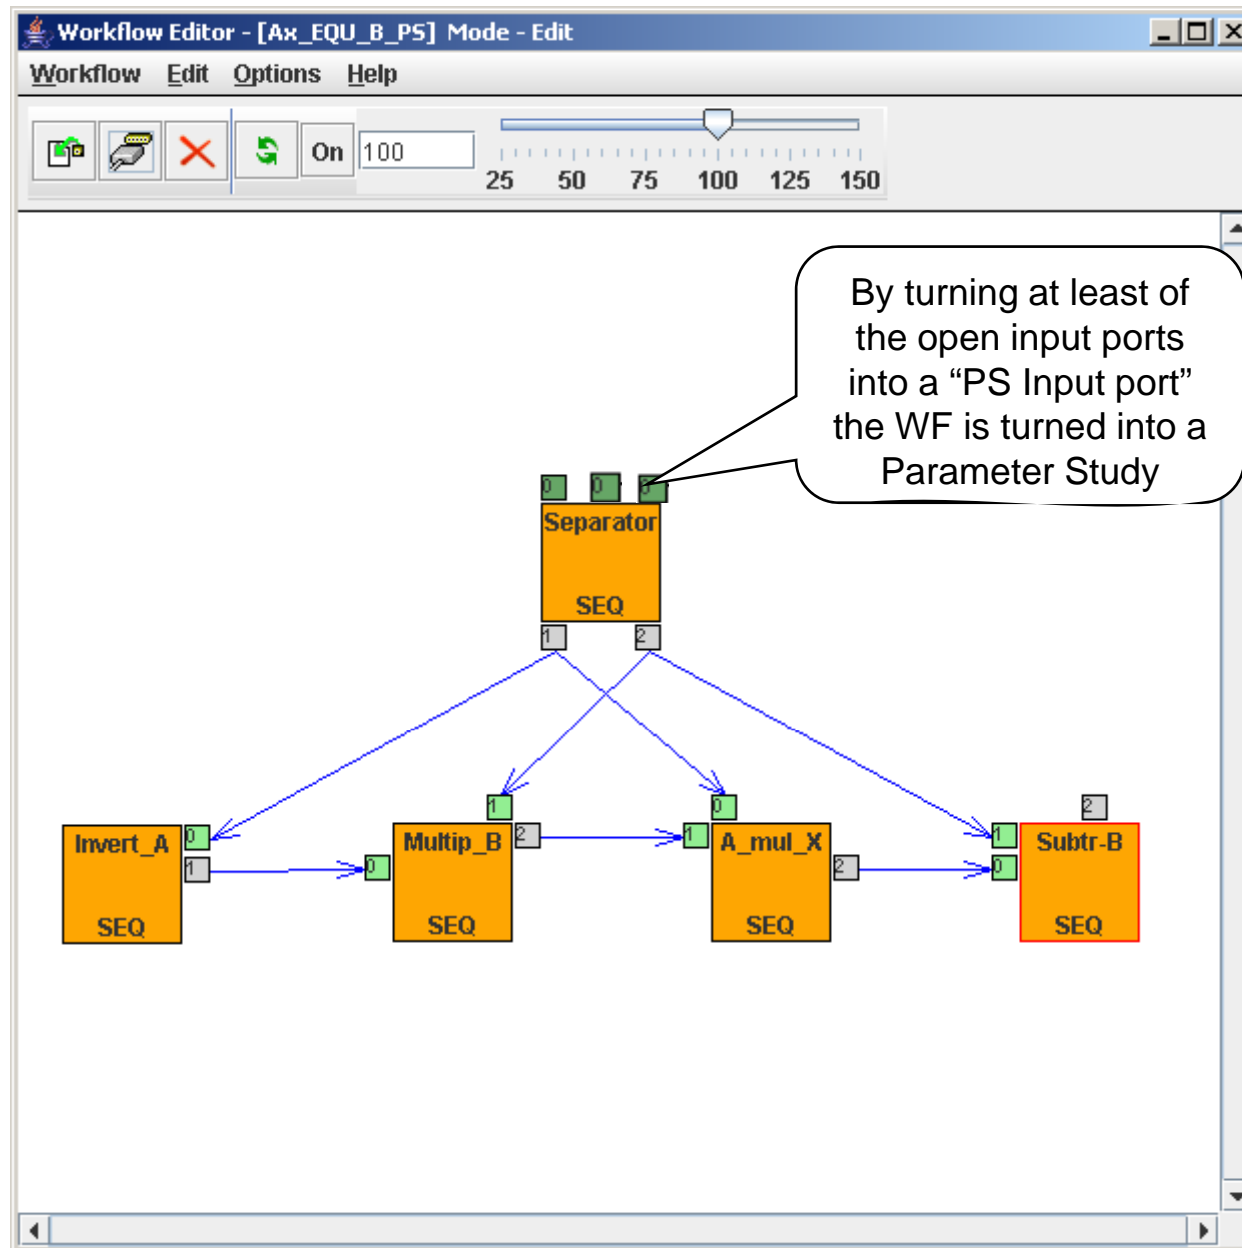 Workflow Editor - [Ax_EQU_B_PS] Mode - Edit
Workflow Edit Options Help
On 100
25 50 75 100 125 150
By turning at least of
the open input ports
into a “PS Input port”
the WF is turned into a
Parameter Study
0 0 0
Separator
SEQ
1 2
1 0 2
Invert_A 0
1
SEQ
0 Multip_B 2
SEQ
1 A_mul_X
2
SEQ
1 Subtr-B
0
SEQ